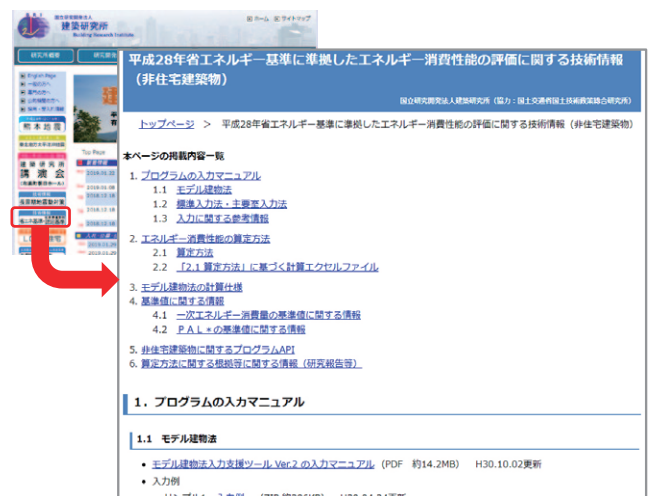 国立研究開発法人
建築研究所
Building Research Institute
ホーム サイトマップ
研究所概要
English Page
熊本地震
講演会
Top Page
平成28年省エネルギー基準に準拠したエネルギー消費性能の評価に関する技術情報
(非住宅建築物)
国立研究開発法人建築研究所(協力:国土交通省国土技術政策総合研究所)
トップページ > 平成28年省エネルギー基準に準拠したエネルギー消費性能の評価に関する技術情報(非住宅建築物)
本ページの掲載内容一覧
1. プログラムの入力マニュアル
1.1 モデル建物法
1.2 標準入力法・主要室入力法
1.3 入力に関する参考情報
2. エネルギー消費性能の算定方法
2.1 算定方法
2.2 「2.1 算定方法」に基づく計算エクセルファイル
3. モデル建物法の計算仕様
4. 基準値に関する情報
4.1 一次エネルギー消費量の基準値に関する情報
4.2 PAL*の基準値に関する情報
5. 非住宅建築物に関するプログラムAPI
6. 算定方法に関する根拠等に関する情報(研究報告等)
1. プログラムの入力マニュアル
1.1 モデル建物法
• モデル建物法入力支援ツール Ver.2 の入力マニュアル (PDF 約14.2MB) H30.10.02更新
• 入力例